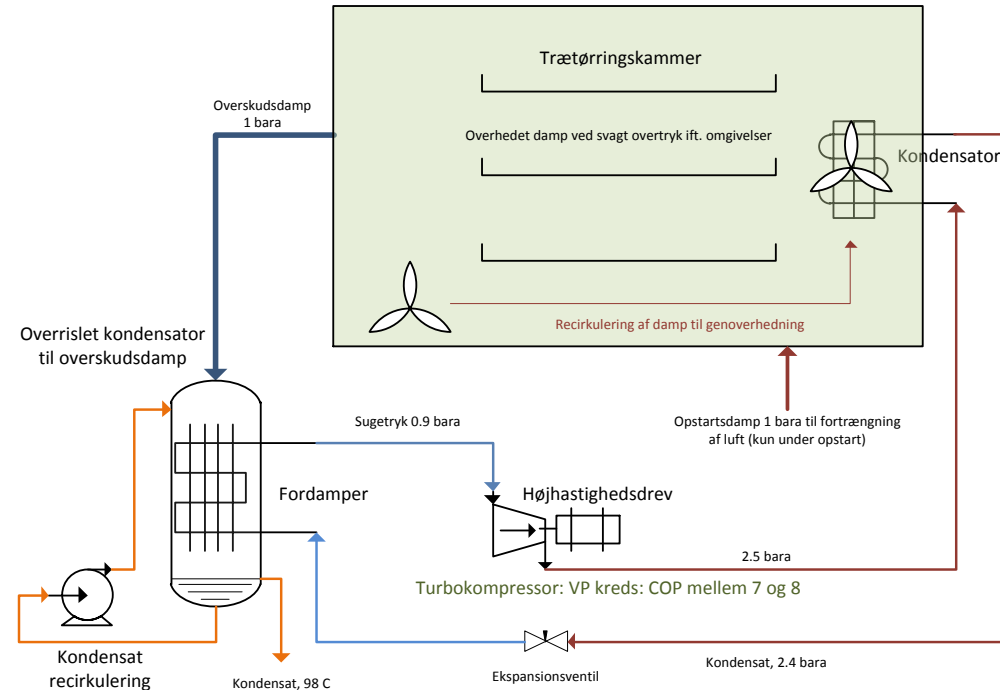 Trætørringskammer
Overskudsdamp
1 bara
Overhedet damp ved svagt overtryk ift. omgivelser
Kondensator
Recirkulering af damp til genoverhedning
Overrislet kondensator
til overskudsdamp
Opstartsdamp 1 bara til fortrængning
af luft (kun under opstart)
Sugetryk 0.9 bara
Fordamper
Højhastighedsdrev
2.5 bara
Turbokompressor: VP kreds: COP mellem 7 og 8
Kondensat
recirkulering
Kondensat, 98 C
Ekspansionsventil
Kondensat, 2.4 bara